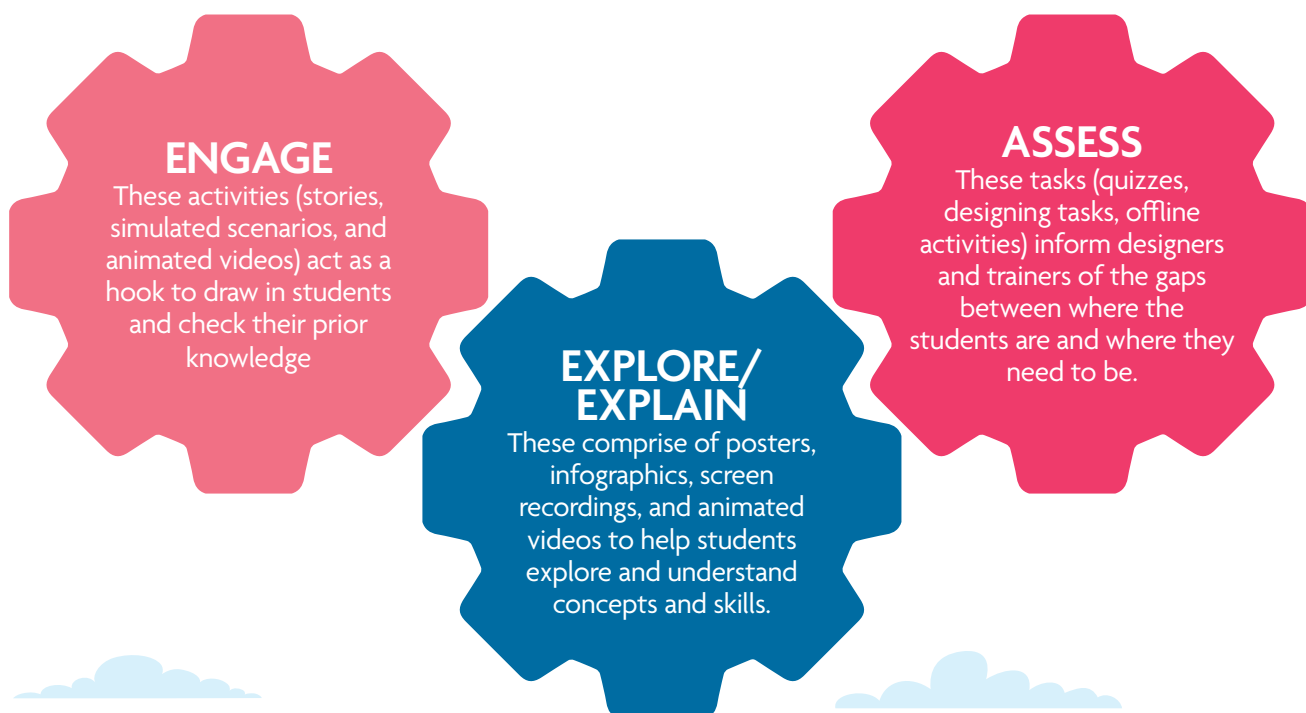 ENGAGE
These activities (stories,
simulated scenarios, and
animated videos) act as a
hook to draw in students
and check their prior
knowledge
EXPLORE/
EXPLAIN
These comprise of posters,
infographics, screen
recordings, and animated
videos to help students
explore and understand
concepts and skills.
ASSESS
These tasks (quizzes,
designing tasks, offline
activities) inform designers
and trainers of the gaps
between where the
students are and where they
need to be.